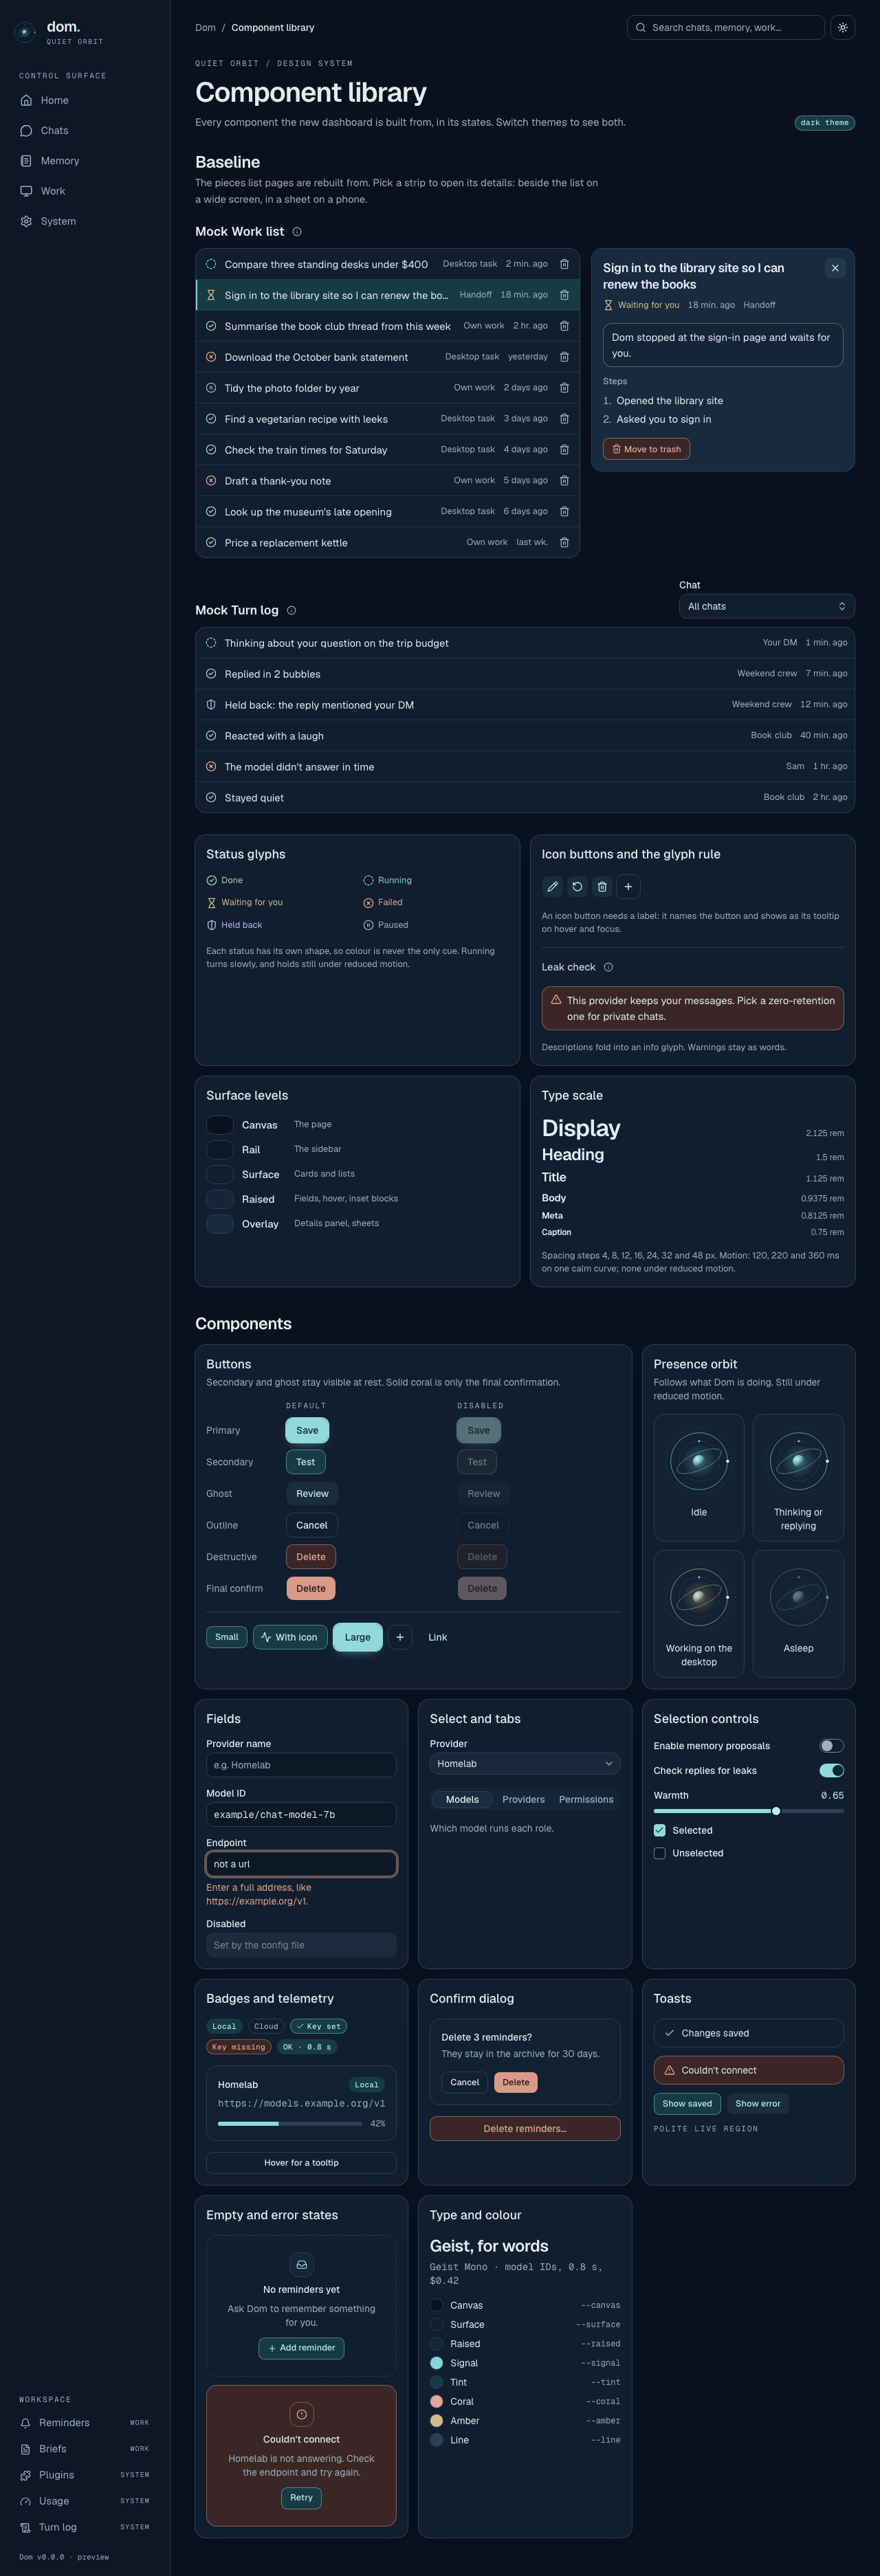 dom.
QUIET ORBIT
CONTROL SURFACE
Home
Chats
Memory
Work
System
Dom / Component library
Search chats, memory, work...
QUIET ORBIT / DESIGN SYSTEM
Component library
Every component the new dashboard is built from, in its states. Switch themes to see both.
dark theme
Baseline
The pieces list pages are rebuilt from. Pick a strip to open its details: beside the list on
a wide screen, in a sheet on a phone.
Mock Work list
Compare three standing desks under $400 Desktop task 2 min. ago
Sign in to the library site so I can renew the bo... Handoff 18 min. ago
Summarise the book club thread from this week Own work 2 hr. ago
Download the October bank statement Desktop task yesterday
Tidy the photo folder by year Own work 2 days ago
Find a vegetarian recipe with leeks Desktop task 3 days ago
Check the train times for Saturday Desktop task 4 days ago
Draft a thank-you note Own work 5 days ago
Look up the museum's late opening Desktop task 6 days ago
Price a replacement kettle Own work last wk.
Sign in to the library site so I can
renew the books
Waiting for you 18 min. ago Handoff
Dom stopped at the sign-in page and waits for
you.
Steps
1. Opened the library site
2. Asked you to sign in
Move to trash
Mock Turn log
Chat
All chats
Thinking about your question on the trip budget Your DM 1 min. ago
Replied in 2 bubbles Weekend crew 7 min. ago
Held back: the reply mentioned your DM Weekend crew 12 min. ago
Reacted with a laugh Book club 40 min. ago
The model didn't answer in time Sam 1 hr. ago
Stayed quiet Book club 2 hr. ago
Status glyphs
Done Running
Waiting for you Failed
Held back Paused
Each status has its own shape, so colour is never the only cue. Running
turns slowly, and holds still under reduced motion.
Icon buttons and the glyph rule
An icon button needs a label: it names the button and shows as its tooltip
on hover and focus.
Leak check
This provider keeps your messages. Pick a zero-retention
one for private chats.
Descriptions fold into an info glyph. Warnings stay as words.
Surface levels
Canvas The page
Rail The sidebar
Surface Cards and lists
Raised Fields, hover, inset blocks
Overlay Details panel, sheets
Type scale
Display 2.125 rem
Heading 1.5 rem
Title 1.125 rem
Body 0.9375 rem
Meta 0.8125 rem
Caption 0.75 rem
Spacing steps 4, 8, 12, 16, 24, 32 and 48 px. Motion: 120, 220 and 360 ms
on one calm curve; none under reduced motion.
Components
Buttons
Secondary and ghost stay visible at rest. Solid coral is only the final confirmation.
DEFAULT DISABLED
Primary Save Save
Secondary Test Test
Ghost Review Review
Outline Cancel Cancel
Destructive Delete Delete
Final confirm Delete Delete
Small With icon Large Link
Presence orbit
Follows what Dom is doing. Still under
reduced motion.
Idle
Thinking or
replying
Working on the
desktop
Asleep
Fields
Provider name
e.g. Homelab
Model ID
example/chat-model-7b
Endpoint
not a url
Enter a full address, like
https://example.org/v1.
Disabled
Set by the config file
Select and tabs
Provider
Homelab
Models Providers Permissions
Which model runs each role.
Selection controls
Enable memory proposals
Check replies for leaks
Warmth 0.65
Selected
Unselected
Badges and telemetry
Local Cloud Key set
Key missing OK · 0.8 s
Homelab Local
https://models.example.org/v1
42%
Hover for a tooltip
Confirm dialog
Delete 3 reminders?
They stay in the archive for 30 days.
Cancel Delete
Delete reminders...
Toasts
Changes saved
Couldn't connect
Show saved Show error
POLITE LIVE REGION
Empty and error states
No reminders yet
Ask Dom to remember something
for you.
Add reminder
Couldn't connect
Homelab is not answering. Check
the endpoint and try again.
Retry
Type and colour
Geist, for words
Geist Mono · model IDs, 0.8 s,
$0.42
Canvas --canvas
Surface --surface
Raised --raised
Signal --signal
Tint --tint
Coral --coral
Amber --amber
Line --line
WORKSPACE
Reminders WORK
Briefs WORK
Plugins SYSTEM
Usage SYSTEM
Turn log SYSTEM
Dom v0.0.0 · preview